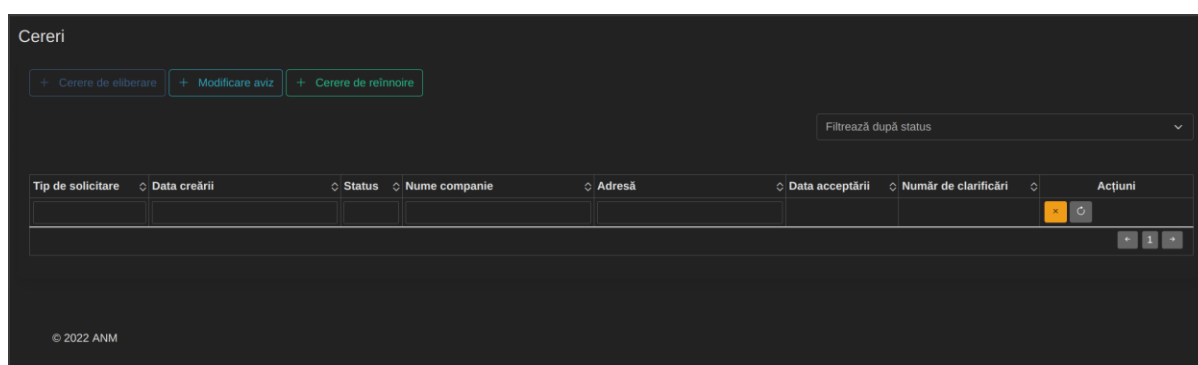 Cereri
+ Cerere de eliberare + Modificare aviz + Cerere de reînnoire
Filtrează după status
Tip de solicitare Data creării Status Nume companie Adresă Data acceptării Număr de clarificări Acțiuni
1
© 2022 ANM